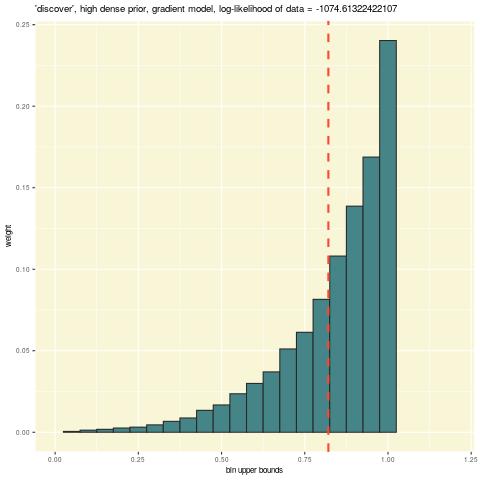 'discover', high dense prior, gradient model, log-likelihood of data = -1074.61322422107
0.25
0.20
0.15
0.10
0.05
0.00
weight
0.00 0.25 0.50 0.75 1.00 1.25
bin upper bounds